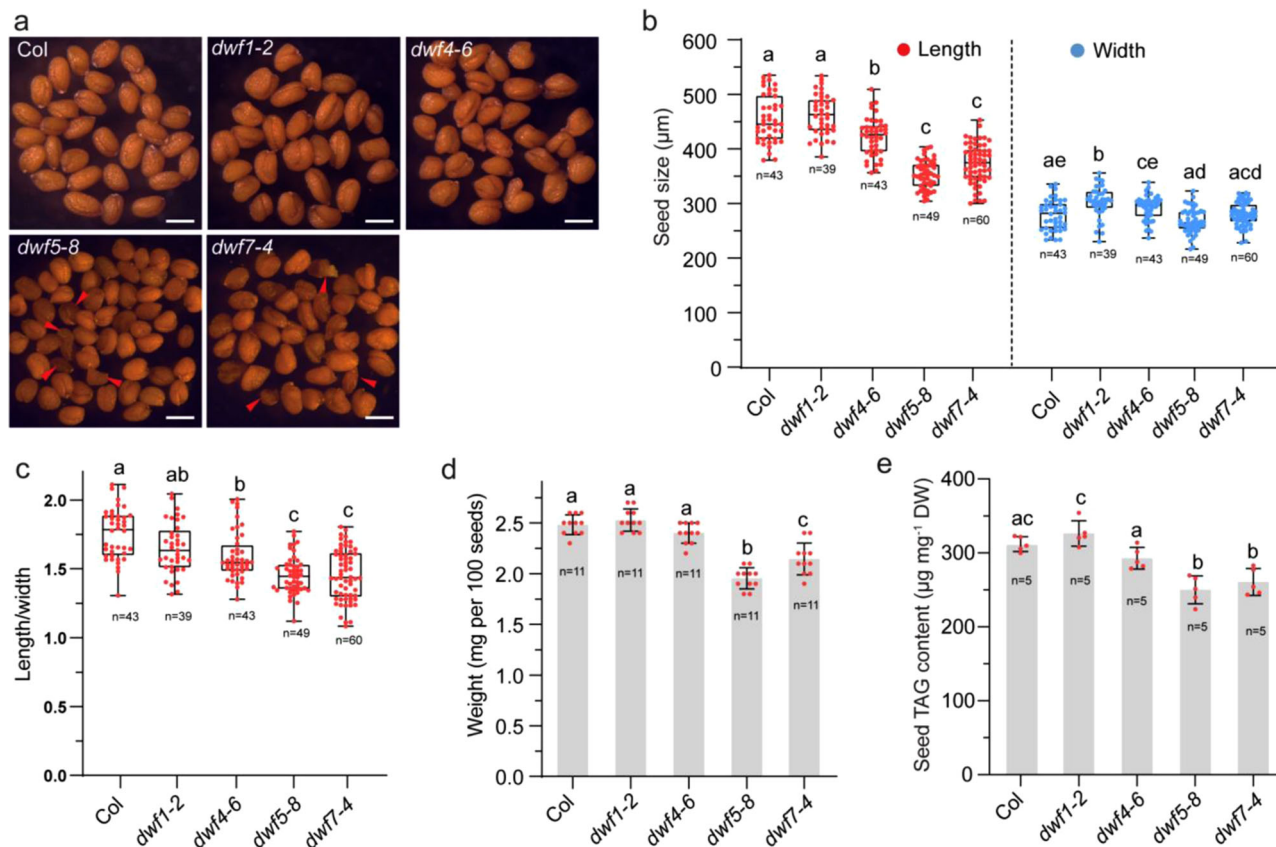 a
Col
dwf1-2
dwf4-6
dwf5-8
dwf7-4
b
Length
Width
Seed size (µm)
600
500
400
300
200
100
0
a
a
b
c
c
ae
b
ce
ad
acd
n=43
n=39
n=43
n=49
n=60
n=43
n=39
n=43
n=49
n=60
Col
dwf1-2
dwf4-6
dwf5-8
dwf7-4
Col
dwf1-2
dwf4-6
dwf5-8
dwf7-4
c
Length/width
2.0
1.5
1.0
0.5
0.0
a
ab
b
c
c
n=43
n=39
n=43
n=49
n=60
Col
dwf1-2
dwf4-6
dwf5-8
dwf7-4
d
Weight (mg per 100 seeds)
3.0
2.5
2.0
1.5
1.0
2.0
0.0
a
a
a
b
c
n=11
n=11
n=11
n=11
n=11
Col
dwf1-2
dwf4-6
dwf5-8
dwf7-4
e
Seed TAG content (µg mg⁻¹ DW)
400
300
250
100
0
ac
c
a
b
b
n=5
n=5
n=5
n=5
n=5
Col
dwf1-2
dwf4-6
dwf5-8
dwf7-4